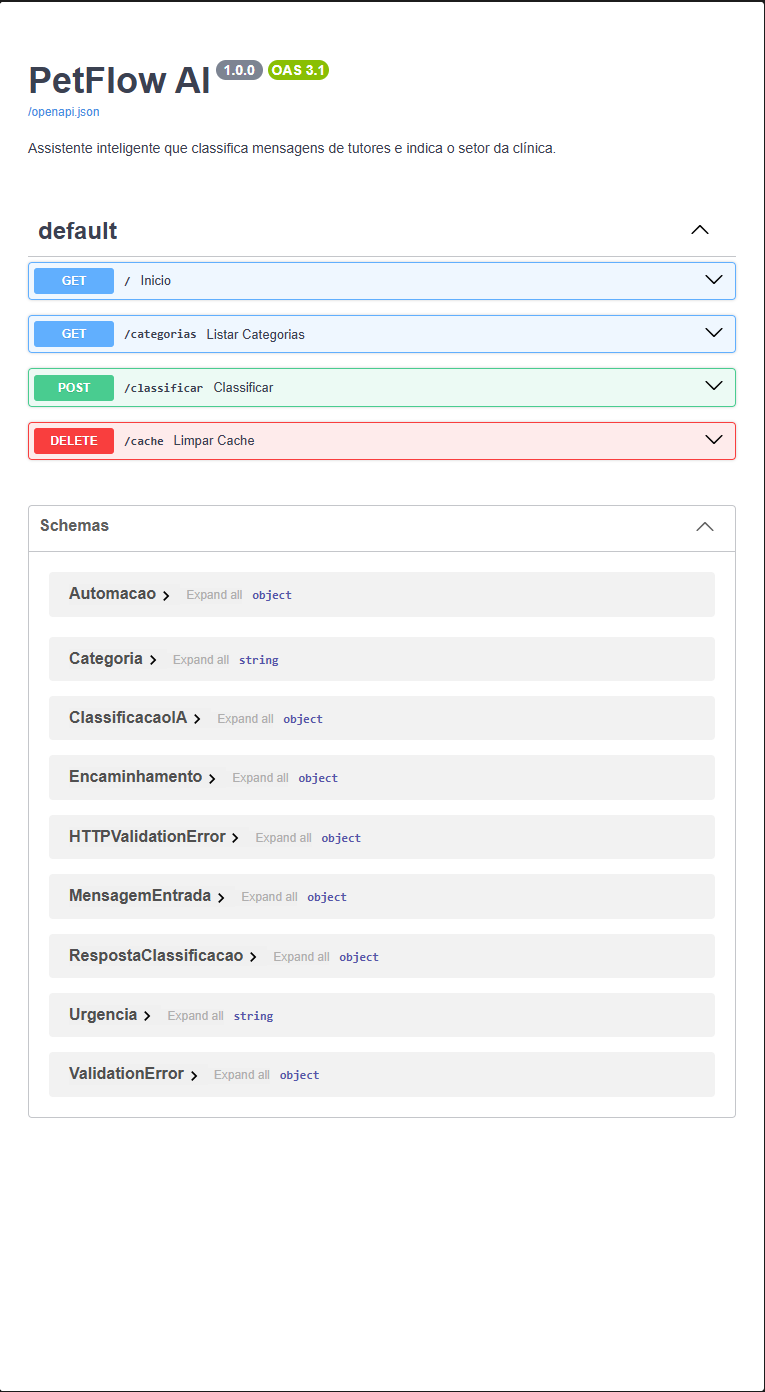 PetFlow AI 1.0.0 OAS 3.1
/openapi.json
Assistente inteligente que classifica mensagens de tutores e indica o setor da clínica.
default
GET / Inicio
GET /categorias Listar Categorias
POST /classificar Classificar
DELETE /cache Limpar Cache
Schemas
Automacao Expand all object
Categoria Expand all string
ClassificacaoIA Expand all object
Encaminhamento Expand all object
HTTPValidationError Expand all object
MensagemEntrada Expand all object
RespostaClassificacao Expand all object
Urgencia Expand all string
ValidationError Expand all object